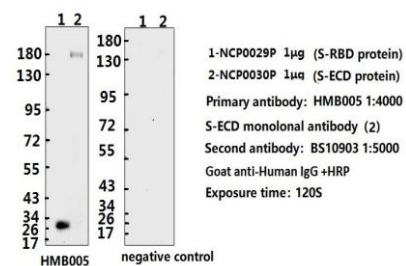 1 2
180
130
95
72
55
43
34
26
17
HMB005
1 2
180
130
95
72
55
43
34
26
17
negative control
1-NCP0029P 1μg (S-RBD protein)
2-NCP0030P 1μg (S-ECD protein)
Primary antibody: HMB005 1:4000
S-ECD monolonal antibody (2)
Second antibody: BS10903 1:5000
Goat anti-Human IgG +HRP
Exposure time: 120S